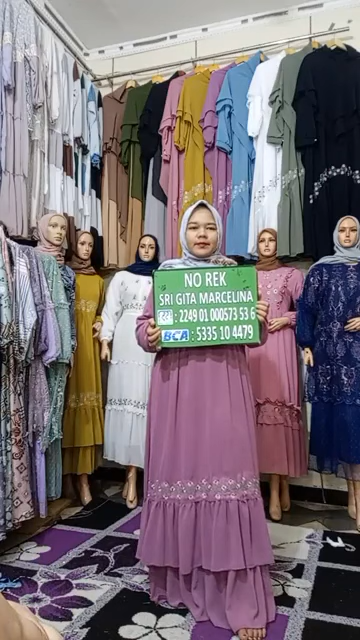 NO REK
SRI GITA MARCELINA
: 2249 01 000573 53 6
BCA : 5335 10 4479